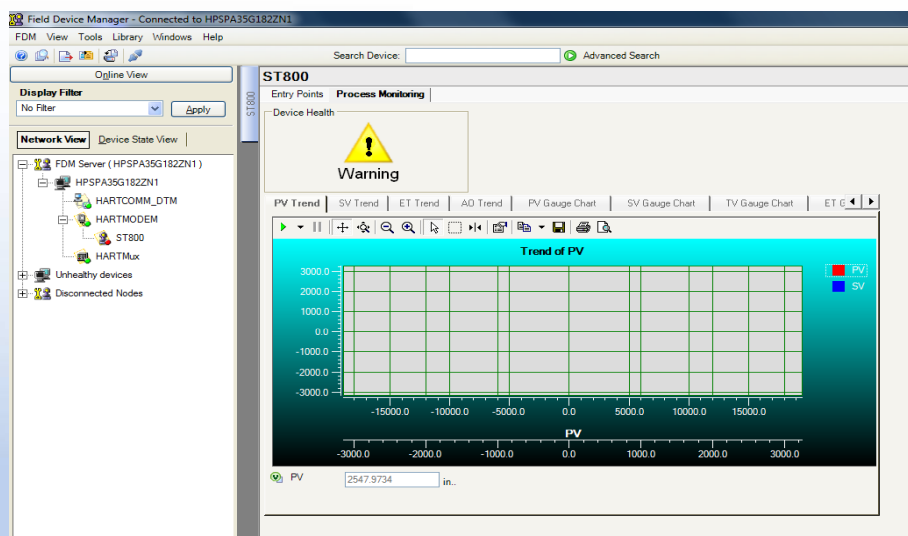 Field Device Manager - Connected to HPSPA35G182ZN1
FDM View Tools Library Windows Help
Search Device: Advanced Search
Online View
Display Filter
No Filter Apply
Network View Device State View
FDM Server ( HPSPA35G182ZN1 )
HPSPA35G182ZN1
HARTCOMM_DTM
HARTMODEM
ST800
HARTMux
Unhealthy devices
Disconnected Nodes
ST800
ST800
Entry Points Process Monitoring
Device Health
Warning
PV Trend SV Trend ET Trend AO Trend PV Gauge Chart SV Gauge Chart TV Gauge Chart ET G
Trend of PV
3000.0
2000.0
1000.0
0.0
-1000.0
-2000.0
-3000.0
-15000.0 -10000.0 -5000.0 0.0 5000.0 10000.0 15000.0
PV
-3000.0 -2000.0 -1000.0 0.0 1000.0 2000.0 3000.0
PV
SV
PV 2547.9734 in..